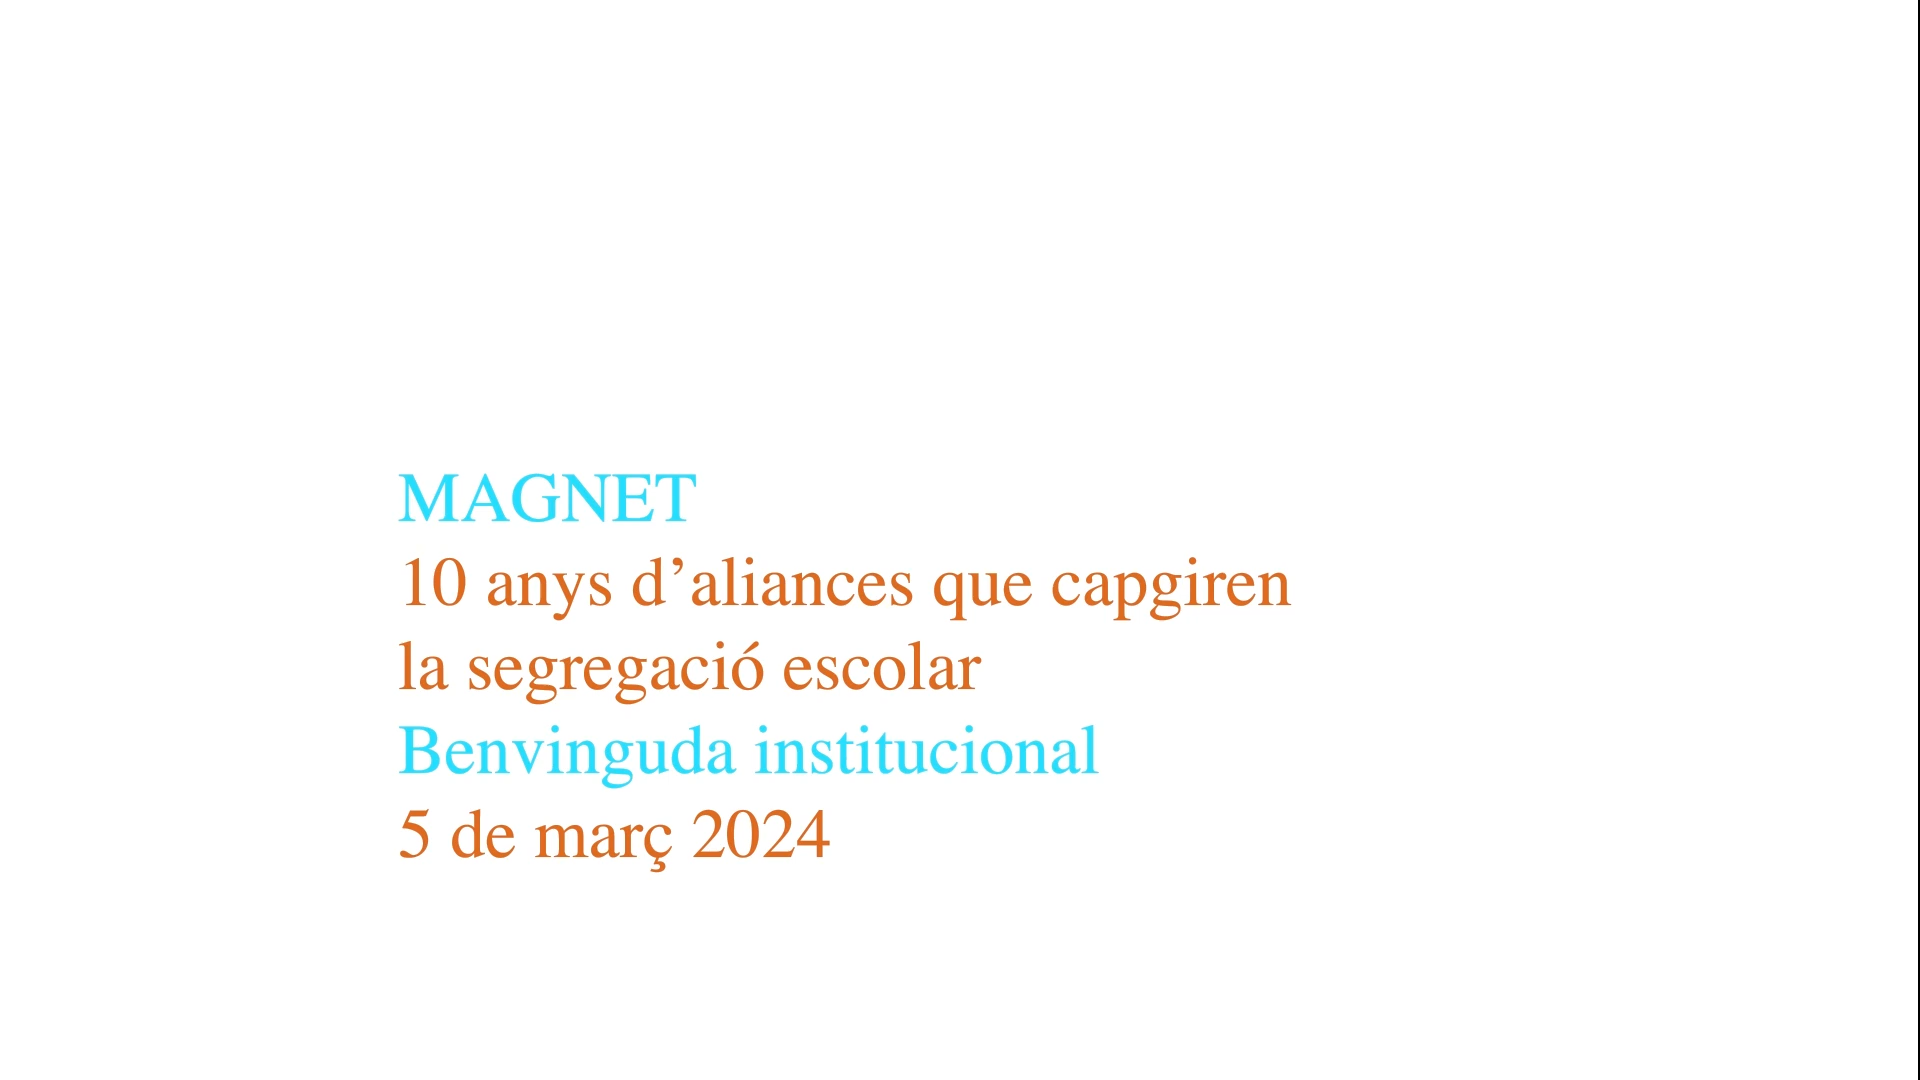 MAGNET
10 anys d’aliances que capgiren
la segregació escolar
Benvinguda institucional
5 de març 2024